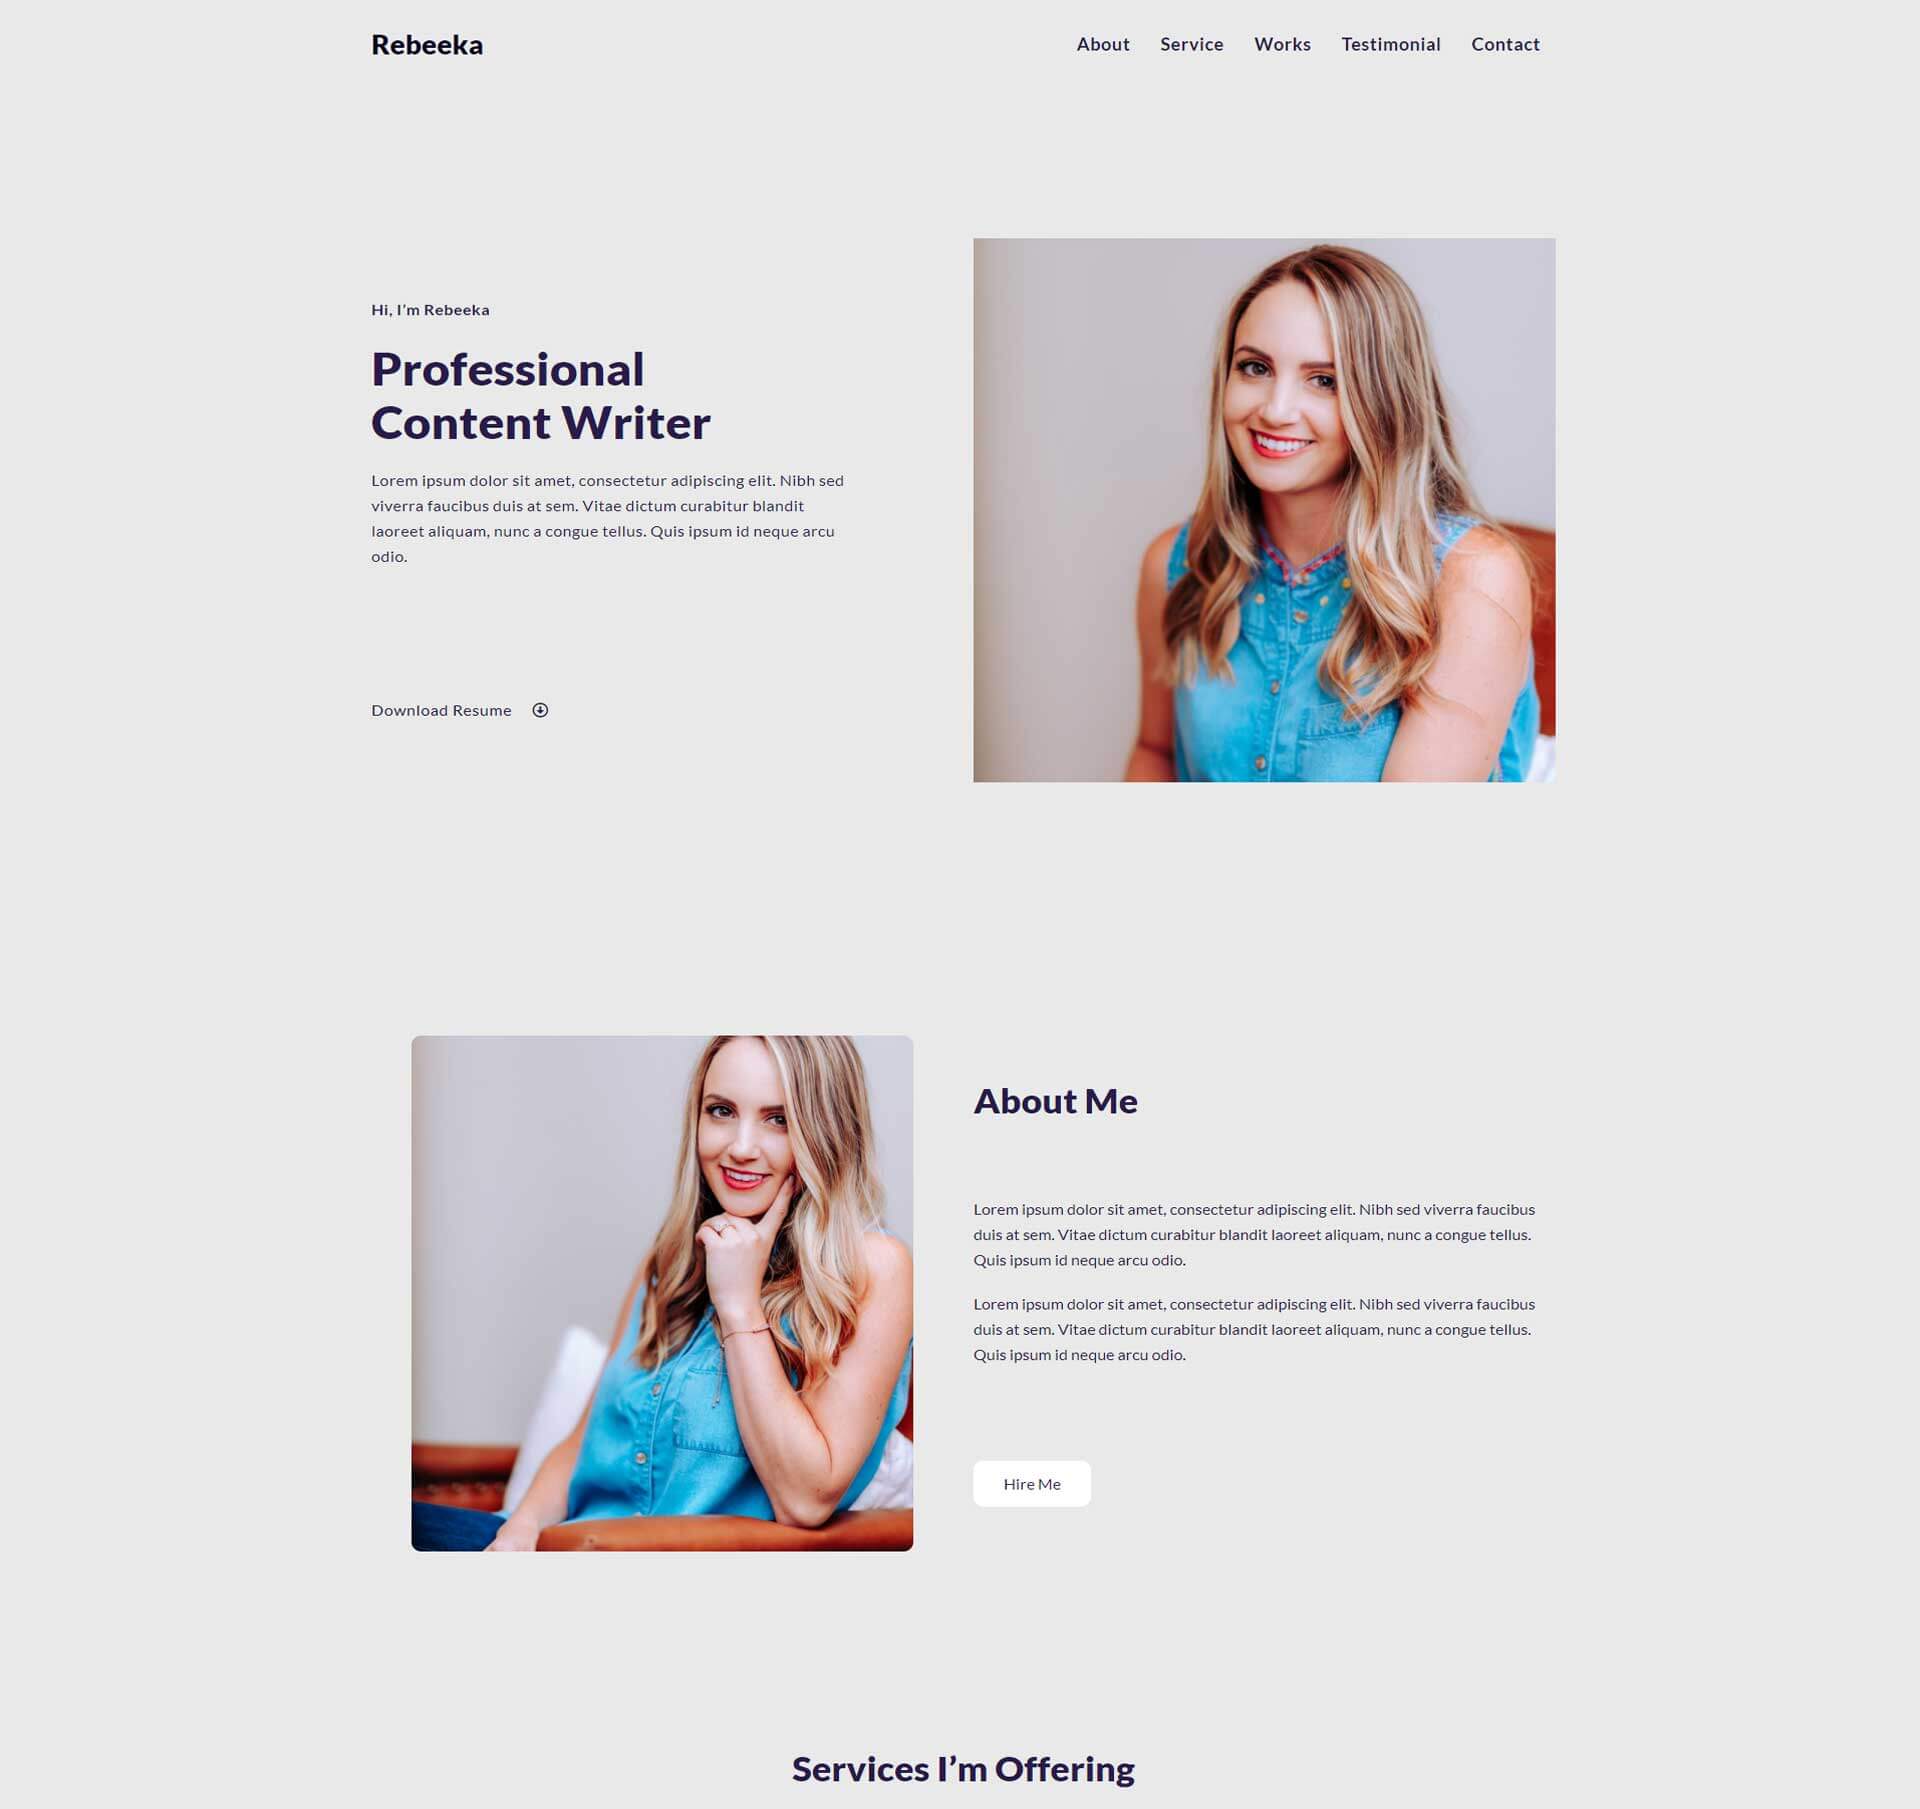 Rebeeka
About Service Works Testimonial Contact
Hi, I’m Rebeeka
Professional
Content Writer
Lorem ipsum dolor sit amet, consectetur adipiscing elit. Nibh sed
viverra faucibus duis at sem. Vitae dictum curabitur blandit
laoreet aliquam, nunc a congue tellus. Quis ipsum id neque arcu
odio.
Download Resume
About Me
Lorem ipsum dolor sit amet, consectetur adipiscing elit. Nibh sed viverra faucibus
duis at sem. Vitae dictum curabitur blandit laoreet aliquam, nunc a congue tellus.
Quis ipsum id neque arcu odio.
Lorem ipsum dolor sit amet, consectetur adipiscing elit. Nibh sed viverra faucibus
duis at sem. Vitae dictum curabitur blandit laoreet aliquam, nunc a congue tellus.
Quis ipsum id neque arcu odio.
Hire Me
Services I’m Offering